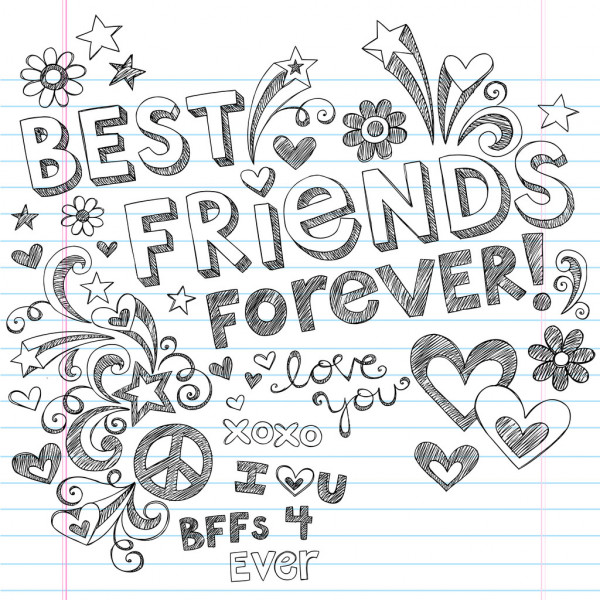 BEST
FRiENDS
FOreVER!
love
you
XOXO
I ♥ U
BFFs 4
Ever